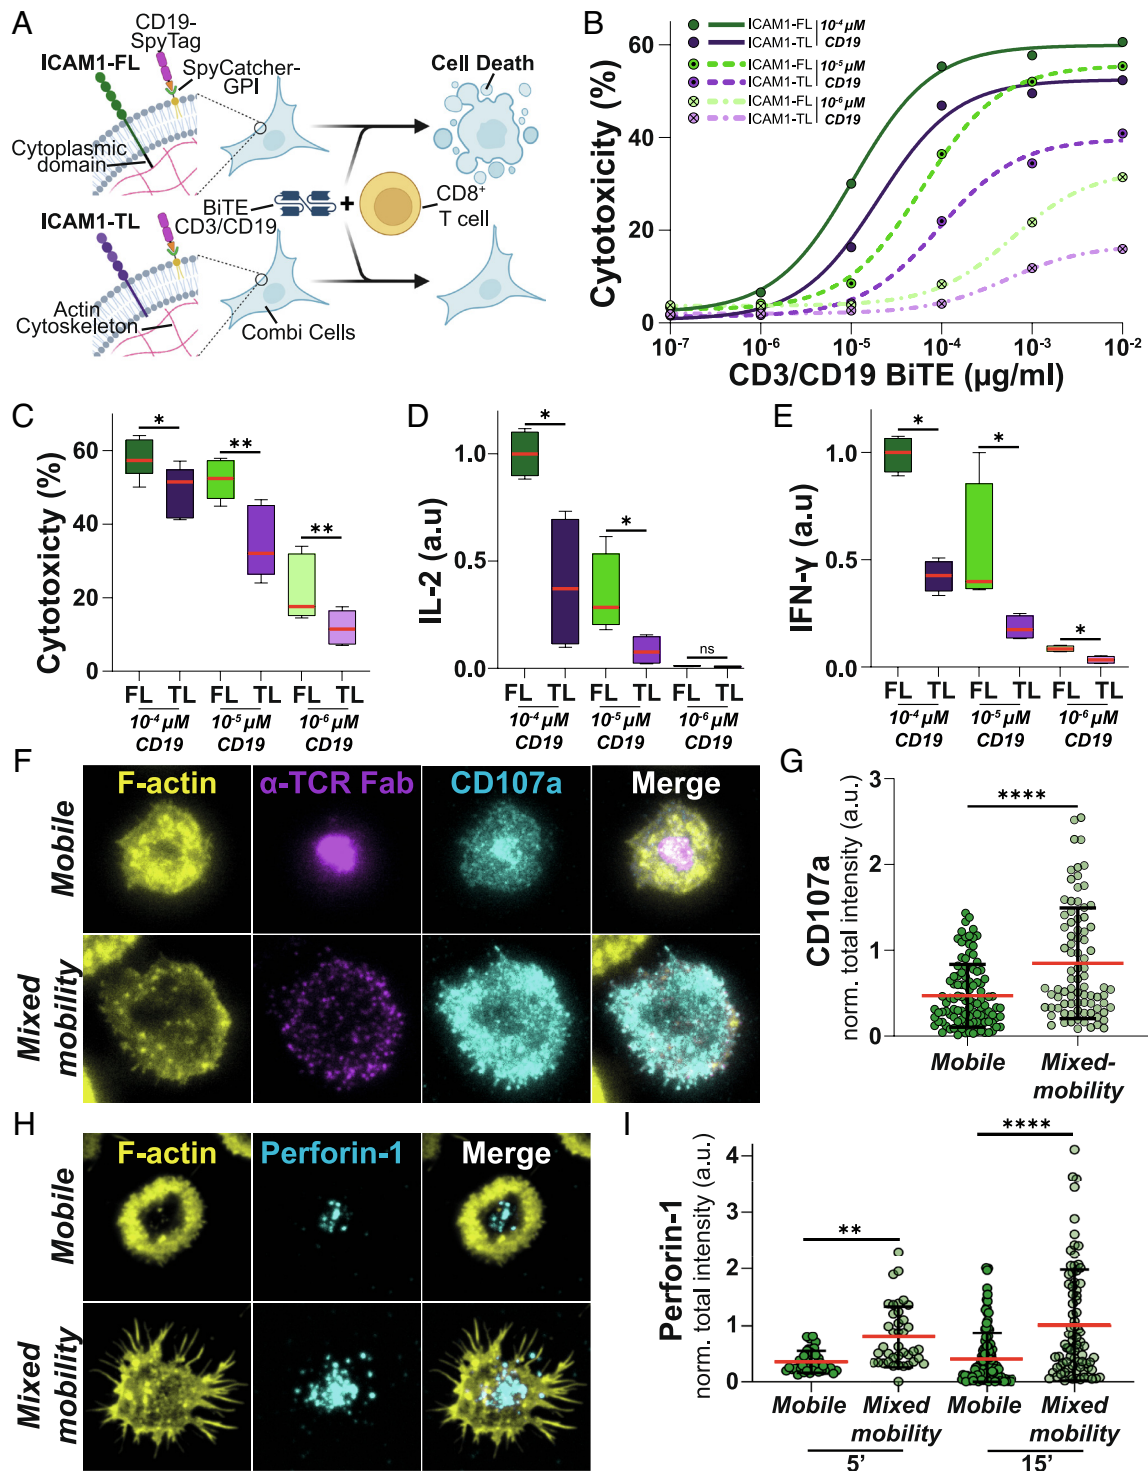 A
CD19-
SpyTag
ICAM1-FL
SpyCatcher-
GPI
Cell Death
Cytoplasmic
domain
BiTE
CD3/CD19
CD8⁺
T cell
ICAM1-TL
Actin
Cytoskeleton
Combi Cells
B
ICAM1-FL 10⁻⁴ μM
ICAM1-TL CD19
ICAM1-FL 10⁻⁵ μM
ICAM1-TL CD19
ICAM1-FL 10⁻⁶ μM
ICAM1-TL CD19
Cytotoxicity (%)
60
40
20
0
10⁻⁷ 10⁻⁶ 10⁻⁵ 10⁻⁴ 10⁻³ 10⁻²
CD3/CD19 BiTE (μg/ml)
C
Cytotoxicty (%)
60
40
20
0
* ** **
FL TL FL TL FL TL
10⁻⁴ μM 10⁻⁵ μM 10⁻⁶ μM
CD19 CD19 CD19
D
IL-2 (a.u)
1.0
0.5
0.0
* * ns
FL TL FL TL FL TL
10⁻⁴ μM 10⁻⁵ μM 10⁻⁶ μM
CD19 CD19 CD19
E
IFN-γ (a.u)
1.0
0.5
0.0
* * *
FL TL FL TL FL TL
10⁻⁴ μM 10⁻⁵ μM 10⁻⁶ μM
CD19 CD19 CD19
F
F-actin α-TCR Fab CD107a Merge
Mobile
Mixed
mobility
G
CD107a
norm. total intensity (a.u.)
3
2
1
0
****
Mobile Mixed-
mobility
H
F-actin Perforin-1 Merge
Mobile
Mixed
mobility
I
Perforin-1
norm. total intensity (a.u.)
4
3
2
1
0
** ****
Mobile Mixed Mobile Mixed
mobility mobility
5' 15'